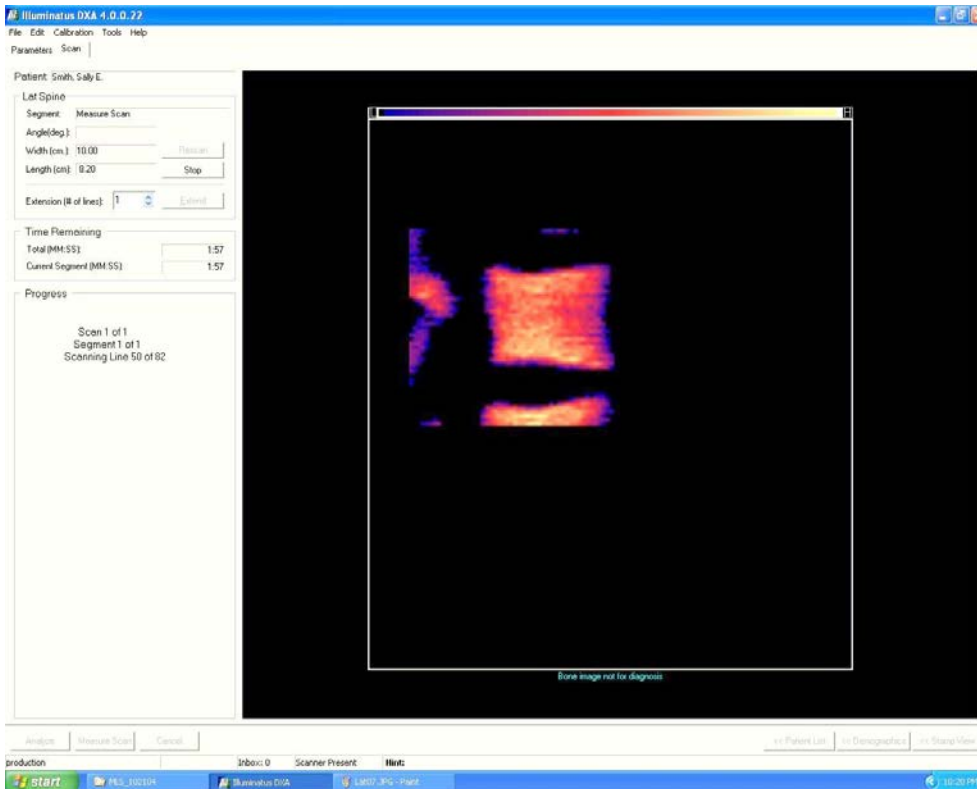 Illuminatus DXA 4.0.0.22
File Edit Calibration Tools Help
Parameters Scan
Patient: Smith, Sally E.
Lat Spine
Segment: Measure Scan
Angle(deg.):
Width (cm.): 10.00 Rescan
Length (cm): 8.20 Stop
Extension (# of lines): 1 Extend
Time Remaining
Total (MM:SS): 1:57
Current Segment (MM:SS): 1:57
Progress
Scan 1 of 1
Segment 1 of 1
Scanning Line 50 of 82
L H
Bone image not for diagnosis
Analyze Measure Scan Cancel << Patient List << Demographics << Stamp View
production Inbox: 0 Scanner Present Hint:
start MLS_102104 Illuminatus DXA JPG - Paint 10:20 PM